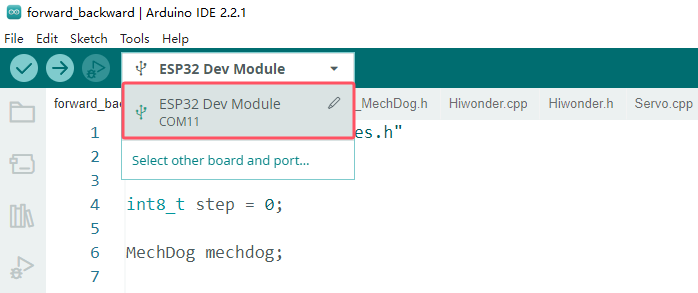 forward_backward | Arduino IDE 2.2.1
File Edit Sketch Tools Help
ESP32 Dev Module
ESP32 Dev Module
COM11
Select other board and port...
forward_bac _MechDog.h Hiwonder.cpp Hiwonder.h Servo.cpp
1 es.h"
2
3
4 int8_t step = 0;
5
6 MechDog mechdog;
7